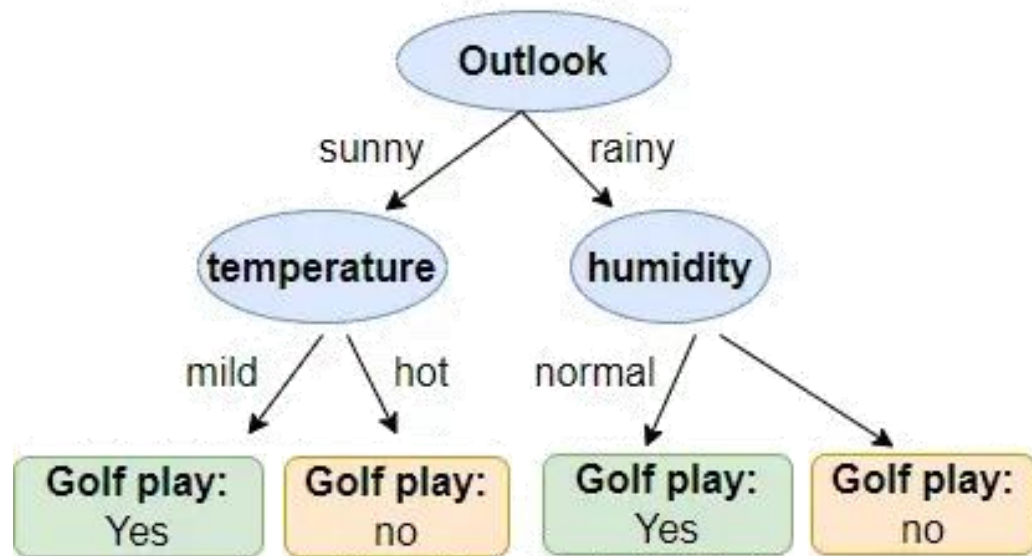 Outlook
sunny rainy
temperature humidity
mild hot normal
Golf play: Golf play: Golf play: Golf play:
Yes no Yes no